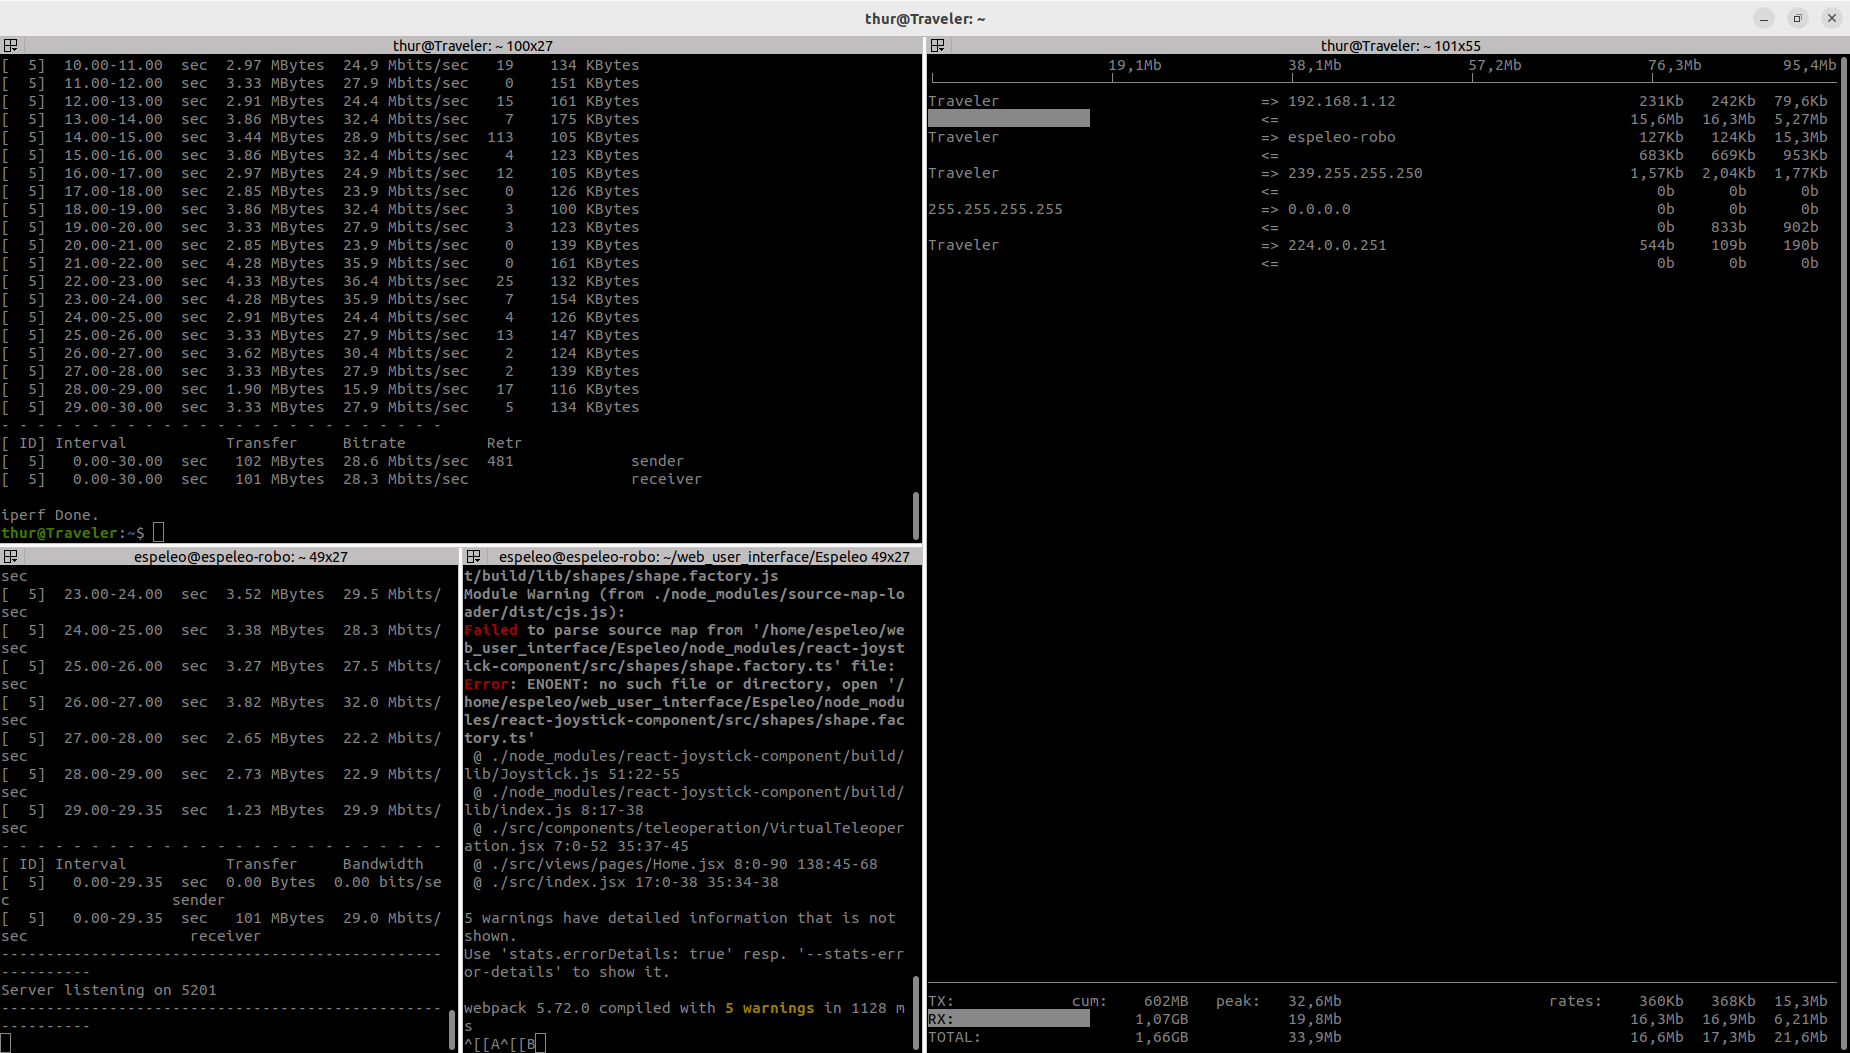 thur@Traveler: ~
thur@Traveler: ~ 100x27
[  5]  10.00-11.00  sec  2.97 MBytes  24.9 Mbits/sec   19    134 KBytes
[  5]  11.00-12.00  sec  3.33 MBytes  27.9 Mbits/sec    0    151 KBytes
[  5]  12.00-13.00  sec  2.91 MBytes  24.4 Mbits/sec   15    161 KBytes
[  5]  13.00-14.00  sec  3.86 MBytes  32.4 Mbits/sec    7    175 KBytes
[  5]  14.00-15.00  sec  3.44 MBytes  28.9 Mbits/sec  113    105 KBytes
[  5]  15.00-16.00  sec  3.86 MBytes  32.4 Mbits/sec    4    123 KBytes
[  5]  16.00-17.00  sec  2.97 MBytes  24.9 Mbits/sec   12    105 KBytes
[  5]  17.00-18.00  sec  2.85 MBytes  23.9 Mbits/sec    0    126 KBytes
[  5]  18.00-19.00  sec  3.86 MBytes  32.4 Mbits/sec    3    100 KBytes
[  5]  19.00-20.00  sec  3.33 MBytes  27.9 Mbits/sec    3    123 KBytes
[  5]  20.00-21.00  sec  2.85 MBytes  23.9 Mbits/sec    0    139 KBytes
[  5]  21.00-22.00  sec  4.28 MBytes  35.9 Mbits/sec    0    161 KBytes
[  5]  22.00-23.00  sec  4.33 MBytes  36.4 Mbits/sec   25    132 KBytes
[  5]  23.00-24.00  sec  4.28 MBytes  35.9 Mbits/sec    7    154 KBytes
[  5]  24.00-25.00  sec  2.91 MBytes  24.4 Mbits/sec    4    126 KBytes
[  5]  25.00-26.00  sec  3.33 MBytes  27.9 Mbits/sec   13    147 KBytes
[  5]  26.00-27.00  sec  3.62 MBytes  30.4 Mbits/sec    2    124 KBytes
[  5]  27.00-28.00  sec  3.33 MBytes  27.9 Mbits/sec    2    139 KBytes
[  5]  28.00-29.00  sec  1.90 MBytes  15.9 Mbits/sec   17    116 KBytes
[  5]  29.00-30.00  sec  3.33 MBytes  27.9 Mbits/sec    5    134 KBytes
- - - - - - - - - - - - - - - - - - - - - - - - -
[ ID] Interval           Transfer     Bitrate         Retr
[  5]   0.00-30.00  sec   102 MBytes  28.6 Mbits/sec  481             sender
[  5]   0.00-30.00  sec   101 MBytes  28.3 Mbits/sec                  receiver
iperf Done.
thur@Traveler:~$
espeleo@espeleo-robo: ~ 49x27
sec
[  5]  23.00-24.00  sec  3.52 MBytes  29.5 Mbits/
sec
[  5]  24.00-25.00  sec  3.38 MBytes  28.3 Mbits/
sec
[  5]  25.00-26.00  sec  3.27 MBytes  27.5 Mbits/
sec
[  5]  26.00-27.00  sec  3.82 MBytes  32.0 Mbits/
sec
[  5]  27.00-28.00  sec  2.65 MBytes  22.2 Mbits/
sec
[  5]  28.00-29.00  sec  2.73 MBytes  22.9 Mbits/
sec
[  5]  29.00-29.35  sec  1.23 MBytes  29.9 Mbits/
sec
- - - - - - - - - - - - - - - - - - - - - - - - -
[ ID] Interval           Transfer     Bandwidth
[  5]   0.00-29.35  sec  0.00 Bytes  0.00 bits/se
c                  sender
[  5]   0.00-29.35  sec   101 MBytes  29.0 Mbits/
sec                  receiver
-------------------------------------------------
----------
Server listening on 5201
-------------------------------------------------
----------
espeleo@espeleo-robo: ~/web_user_interface/Espeleo 49x27
t/build/lib/shapes/shape.factory.js
Module Warning (from ./node_modules/source-map-lo
ader/dist/cjs.js):
Failed to parse source map from '/home/espeleo/we
b_user_interface/Espeleo/node_modules/react-joyst
ick-component/src/shapes/shape.factory.ts' file:
Error: ENOENT: no such file or directory, open '/
home/espeleo/web_user_interface/Espeleo/node_modu
les/react-joystick-component/src/shapes/shape.fac
tory.ts'
 @ ./node_modules/react-joystick-component/build/
lib/Joystick.js 51:22-55
 @ ./node_modules/react-joystick-component/build/
lib/index.js 8:17-38
 @ ./src/components/teleoperation/VirtualTeleoper
ation.jsx 7:0-52 35:37-45
 @ ./src/views/pages/Home.jsx 8:0-90 138:45-68
 @ ./src/index.jsx 17:0-38 35:34-38
5 warnings have detailed information that is not
shown.
Use 'stats.errorDetails: true' resp. '--stats-err
or-details' to show it.
webpack 5.72.0 compiled with 5 warnings in 1128 m
s
^[[A^[[B
thur@Traveler: ~ 101x55
19,1Mb  38,1Mb  57,2Mb  76,3Mb  95,4Mb
Traveler  => 192.168.1.12  231Kb  242Kb  79,6Kb
<=  15,6Mb  16,3Mb  5,27Mb
Traveler  => espeleo-robo  127Kb  124Kb  15,3Mb
<=  683Kb  669Kb  953Kb
Traveler  => 239.255.255.250  1,57Kb  2,04Kb  1,77Kb
<=  0b  0b  0b
255.255.255.255  => 0.0.0.0  0b  0b  0b
<=  0b  833b  902b
Traveler  => 224.0.0.251  544b  109b  190b
<=  0b  0b  0b
TX:  cum:  602MB  peak:  32,6Mb  rates:  360Kb  368Kb  15,3Mb
RX:  1,07GB  19,8Mb  16,3Mb  16,9Mb  6,21Mb
TOTAL:  1,66GB  33,9Mb  16,6Mb  17,3Mb  21,6Mb